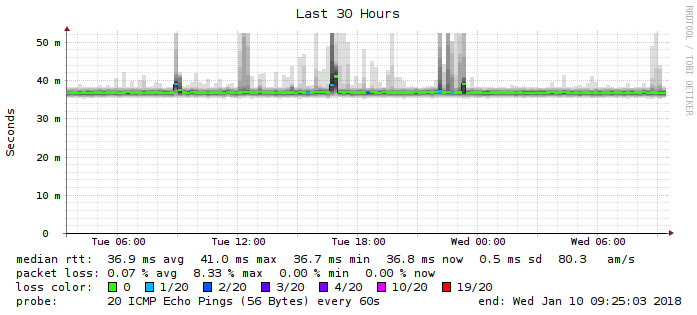 Last 30 Hours
RRDTOOL / TOBI OETIKER
Seconds
50 m
40 m
30 m
20 m
10 m
0
Tue 06:00 Tue 12:00 Tue 18:00 Wed 00:00 Wed 06:00
median rtt: 36.9 ms avg 41.0 ms max 36.7 ms min 36.8 ms now 0.5 ms sd 80.3 am/s
packet loss: 0.07 % avg 8.33 % max 0.00 % min 0.00 % now
loss color: 0 1/20 2/20 3/20 4/20 10/20 19/20
probe: 20 ICMP Echo Pings (56 Bytes) every 60s end: Wed Jan 10 09:25:03 2018